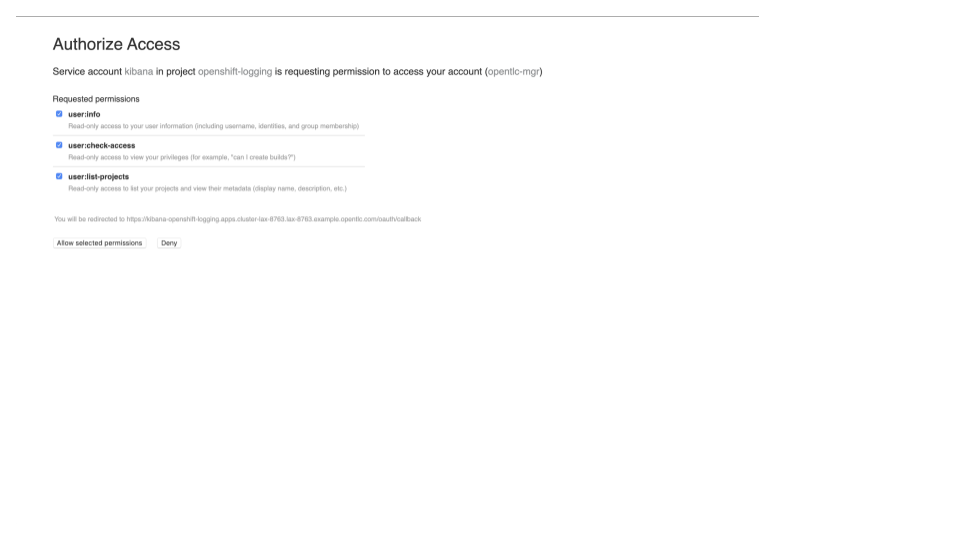 Authorize Access
Service account kibana in project openshift-logging is requesting permission to access your account (opentlc-mgr)
Requested permissions
user:info
Read-only access to your user information (including username, identities, and group membership)
user:check-access
Read-only access to view your privileges (for example, "can I create builds?")
user:list-projects
Read-only access to list your projects and view their metadata (display name, description, etc.)
You will be redirected to https://kibana-openshift-logging.apps.cluster-lax-8763.lax-8763.example.opentlc.com/oauth/callback
Allow selected permissions Deny